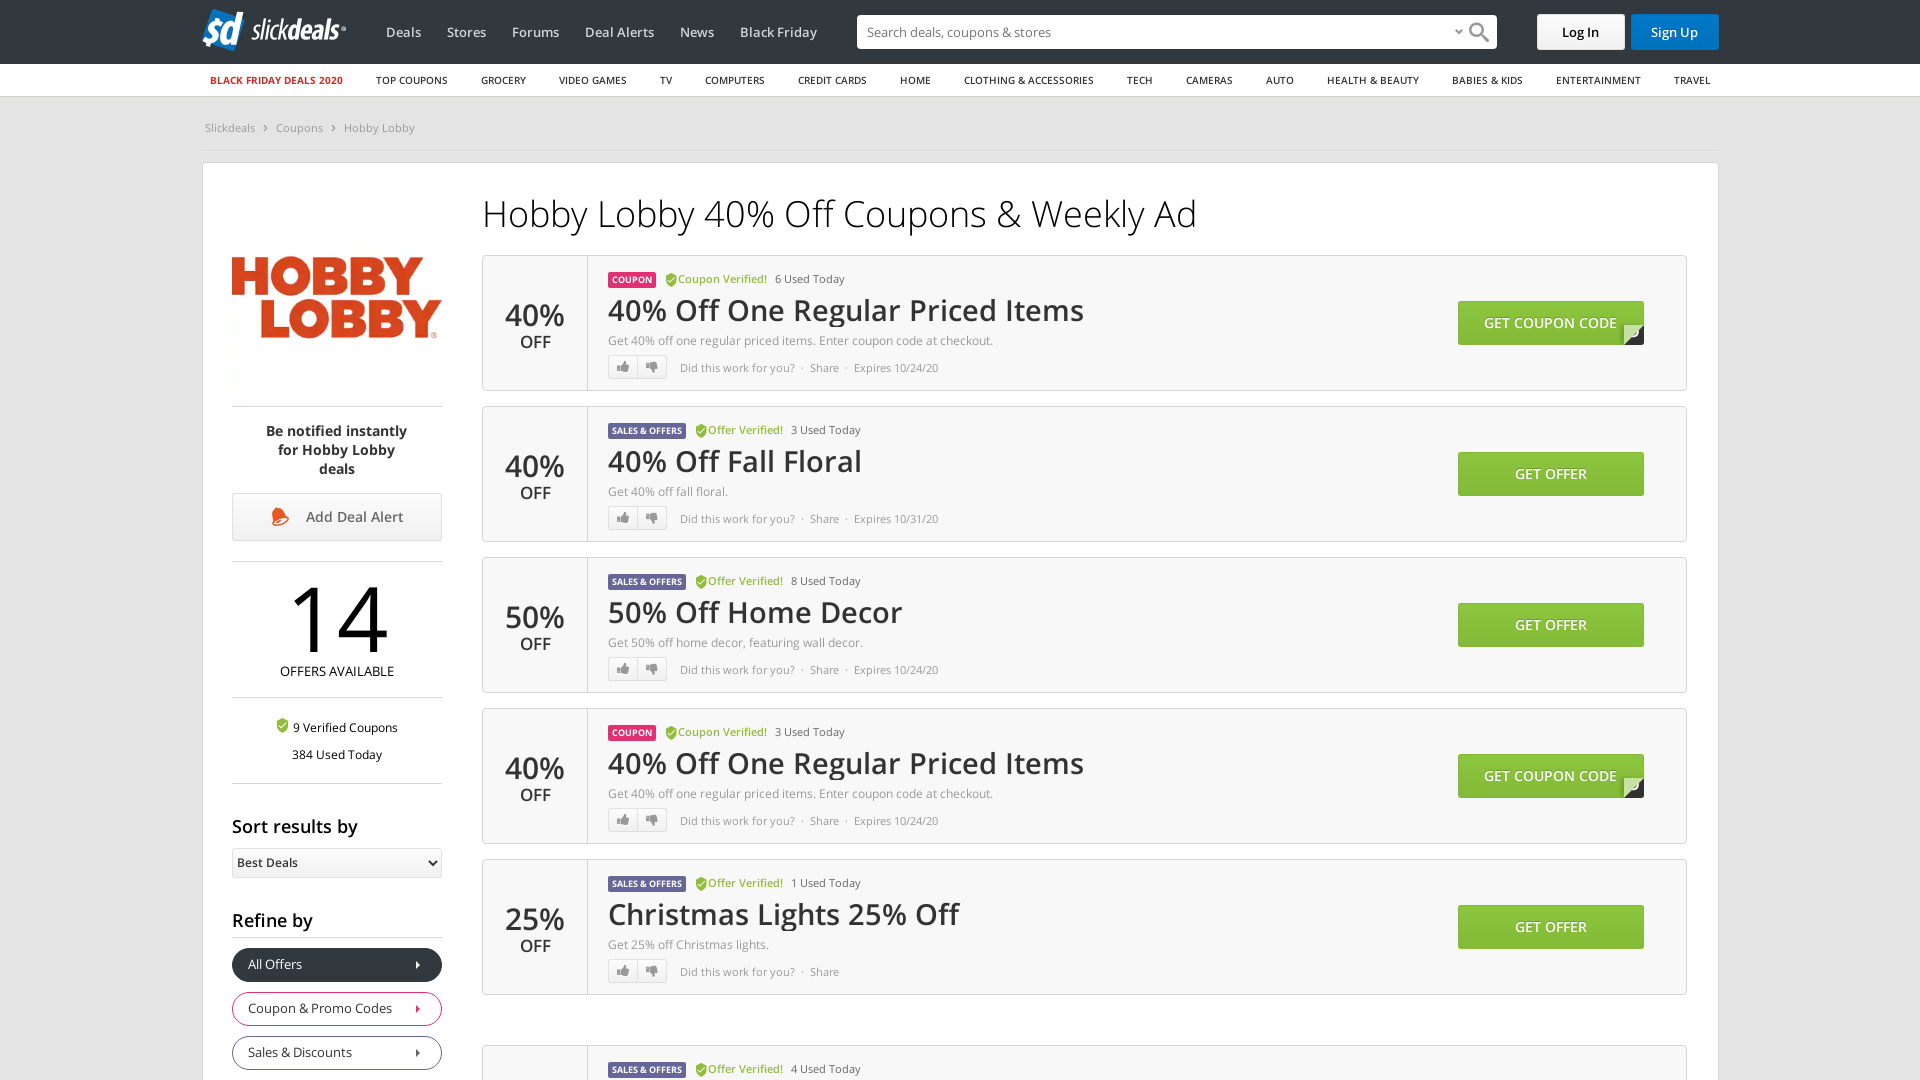 sd slickdeals
Deals Stores Forums Deal Alerts News Black Friday Search deals, coupons & stores Log In Sign Up
BLACK FRIDAY DEALS 2020 TOP COUPONS GROCERY VIDEO GAMES TV COMPUTERS CREDIT CARDS HOME CLOTHING & ACCESSORIES TECH CAMERAS AUTO HEALTH & BEAUTY BABIES & KIDS ENTERTAINMENT TRAVEL
Slickdeals Coupons Hobby Lobby
Hobby Lobby 40% Off Coupons & Weekly Ad
HOBBY
LOBBY
Be notified instantly
for Hobby Lobby
deals
Add Deal Alert
14
OFFERS AVAILABLE
9 Verified Coupons
384 Used Today
Sort results by
Best Deals
Refine by
All Offers
Coupon & Promo Codes
Sales & Discounts
40%
OFF
COUPON Coupon Verified! 6 Used Today
40% Off One Regular Priced Items
Get 40% off one regular priced items. Enter coupon code at checkout.
Did this work for you? · Share · Expires 10/24/20
GET COUPON CODE
40%
OFF
SALES & OFFERS Offer Verified! 3 Used Today
40% Off Fall Floral
Get 40% off fall floral.
Did this work for you? · Share · Expires 10/31/20
GET OFFER
50%
OFF
SALES & OFFERS Offer Verified! 8 Used Today
50% Off Home Decor
Get 50% off home decor, featuring wall decor.
Did this work for you? · Share · Expires 10/24/20
GET OFFER
40%
OFF
COUPON Coupon Verified! 3 Used Today
40% Off One Regular Priced Items
Get 40% off one regular priced items. Enter coupon code at checkout.
Did this work for you? · Share · Expires 10/24/20
GET COUPON CODE
25%
OFF
SALES & OFFERS Offer Verified! 1 Used Today
Christmas Lights 25% Off
Get 25% off Christmas lights.
Did this work for you? · Share
GET OFFER
SALES & OFFERS Offer Verified! 4 Used Today